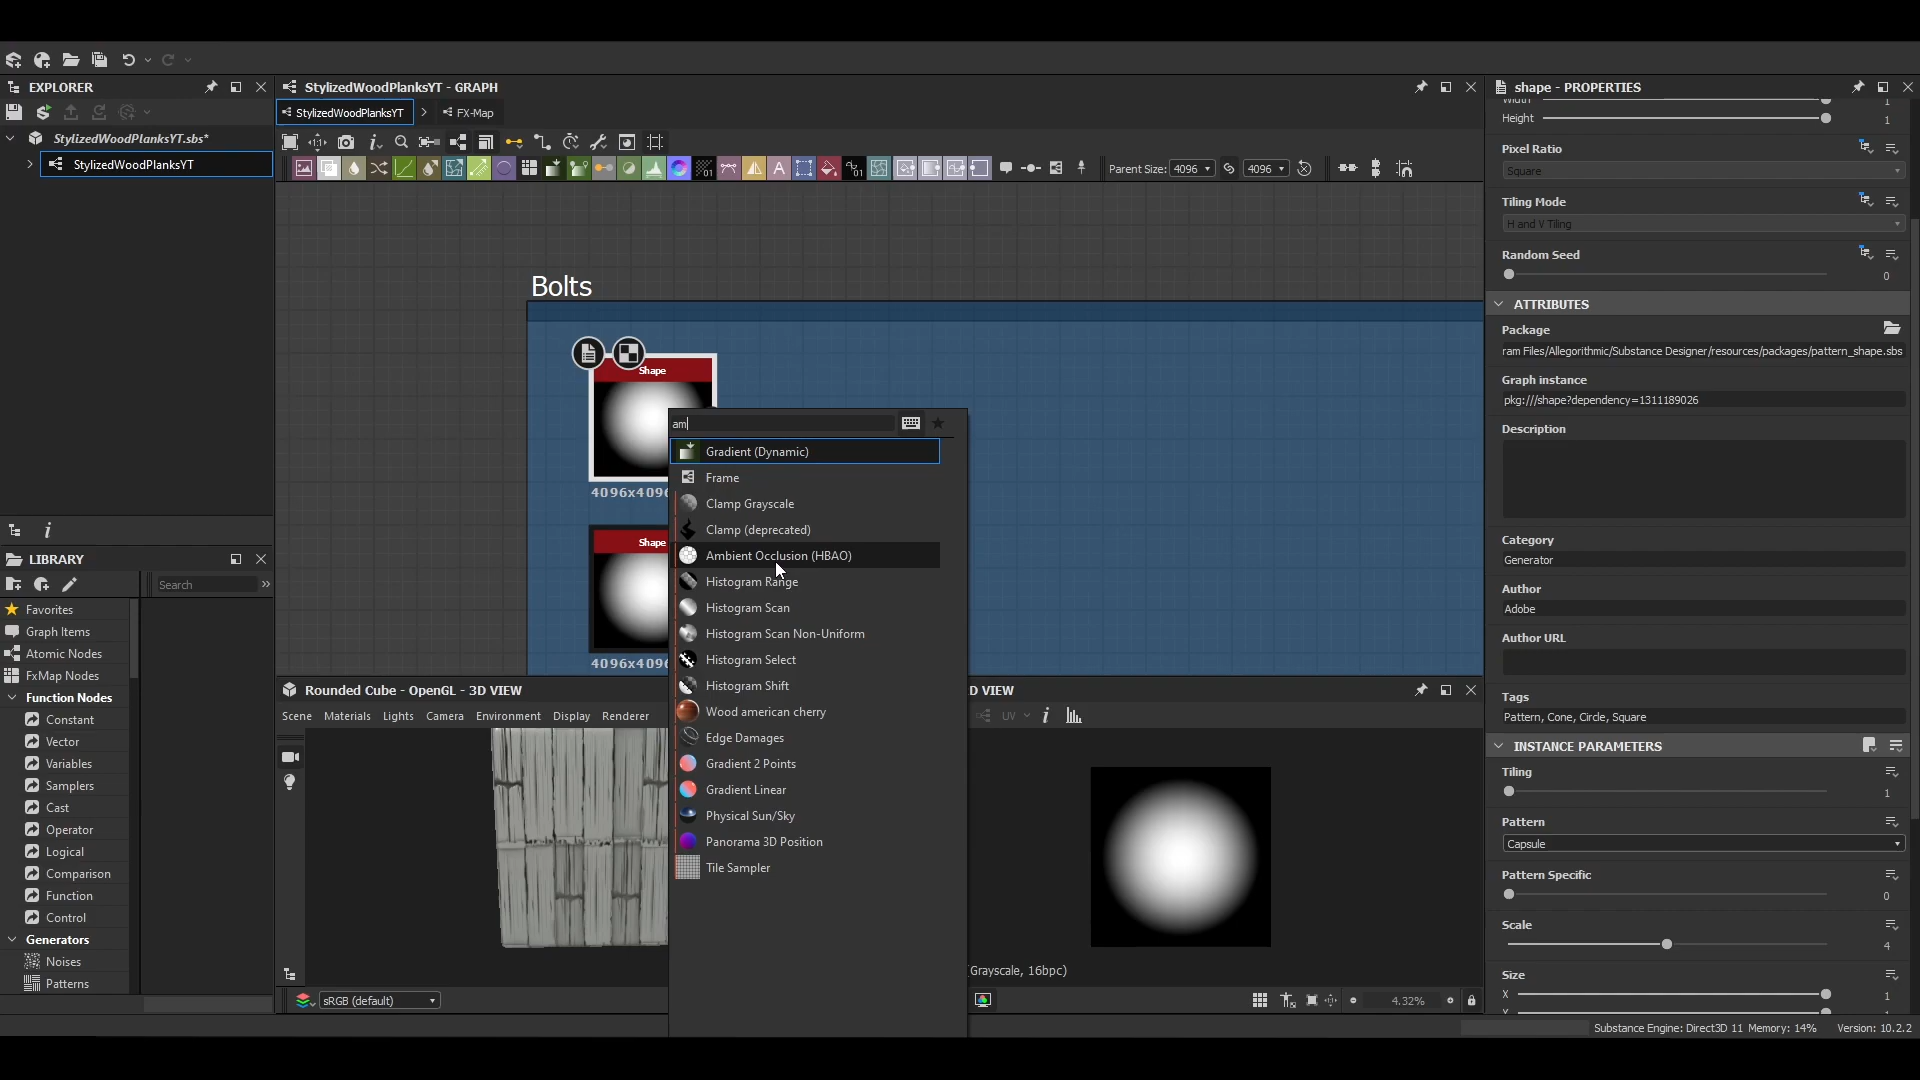 EXPLORER
StylizedWoodPlanksYT.sbs*
StylizedWoodPlanksYT
LIBRARY
Search
Favorites
Graph Items
Atomic Nodes
FxMap Nodes
Function Nodes
Constant
Vector
Variables
Samplers
Cast
Operator
Logical
Comparison
Function
Control
Generators
Noises
Patterns
StylizedWoodPlanksYT - GRAPH
StylizedWoodPlanksYT
FX-Map
Parent Size: 4096 4096
Bolts
Shape
4096x4096
Shape
4096x4096
am
Gradient (Dynamic)
Frame
Clamp Grayscale
Clamp (deprecated)
Ambient Occlusion (HBAO)
Histogram Range
Histogram Scan
Histogram Scan Non-Uniform
Histogram Select
Histogram Shift
Wood american cherry
Edge Damages
Gradient 2 Points
Gradient Linear
Physical Sun/Sky
Panorama 3D Position
Tile Sampler
Rounded Cube - OpenGL - 3D VIEW
Scene Materials Lights Camera Environment Display Renderer
sRGB (default)
D VIEW
UV
Grayscale, 16bpc)
4.32%
shape - PROPERTIES
Width 1
Height 1
Pixel Ratio
Square
Tiling Mode
H and V Tiling
Random Seed
0
ATTRIBUTES
Package
ram Files/Allegorithmic/Substance Designer/resources/packages/pattern_shape.sbs
Graph instance
pkg:///shape?dependency=1311189026
Description
Category
Generator
Author
Adobe
Author URL
Tags
Pattern, Cone, Circle, Square
INSTANCE PARAMETERS
Tiling
1
Pattern
Capsule
Pattern Specific
0
Scale
4
Size
X 1
Substance Engine: Direct3D 11 Memory: 14% Version: 10.2.2